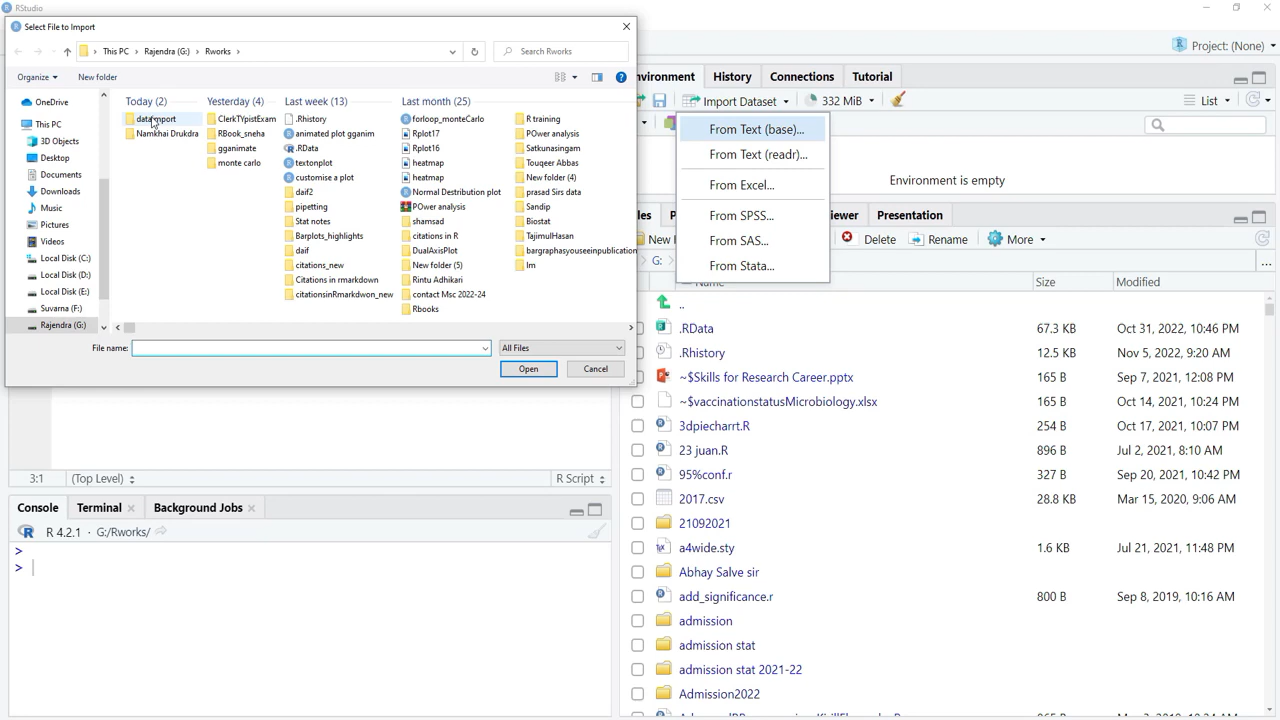 RStudio
Select File to Import
This PC
Rajendra (G:)
Rworks
Search Rworks
Organize
New folder
OneDrive
This PC
3D Objects
Desktop
Documents
Downloads
Music
Pictures
Videos
Local Disk (C:)
Local Disk (D:)
Local Disk (E:)
Suvarna (F:)
Rajendra (G:)
Today (2)
dataimport
Namkhai Drukdra
Yesterday (4)
ClerkTYpistExam
RBook_sneha
gganimate
monte carlo
Last week (13)
.Rhistory
animated plot gganim
.RData
textonplot
customise a plot
daif2
pipetting
Stat notes
Barplots_highlights
daif
citations_new
Citations in rmarkdown
citationsinRmarkdwon_new
Last month (25)
forloop_monteCarlo
Rplot17
Rplot16
heatmap
heatmap
Normal Distribution plot
POwer analysis
shamsad
citations in R
DualAxisPlot
New folder (5)
Rintu Adhikari
contact Msc 2022-24
Rbooks
R training
POwer analysis
Satkunasingam
Touqeer Abbas
New folder (4)
prasad Sirs data
Sandip
Biostat
TajimulHasan
bargraphasyouseeinpublication
lm
File name:
All Files
Open
Cancel
Project: (None)
nvironment
History
Connections
Tutorial
Import Dataset
332 MiB
List
From Text (base)...
From Text (readr)...
From Excel...
From SPSS...
From SAS...
From Stata...
Environment is empty
les
P
iewer
Presentation
New
Delete
Rename
More
G:
...
Name
Size
Modified
..
.RData 67.3 KB Oct 31, 2022, 10:46 PM
.Rhistory 12.5 KB Nov 5, 2022, 9:20 AM
~$Skills for Research Career.pptx 165 B Sep 7, 2021, 12:08 PM
~$vaccinationstatusMicrobiology.xlsx 165 B Oct 14, 2021, 10:24 PM
3dpiecharrt.R 254 B Oct 17, 2021, 10:07 PM
23 juan.R 896 B Jul 2, 2021, 8:10 AM
95%conf.r 327 B Sep 20, 2021, 10:42 PM
2017.csv 28.8 KB Mar 15, 2020, 9:06 AM
21092021
a4wide.sty 1.6 KB Jul 21, 2021, 11:48 PM
Abhay Salve sir
add_significance.r 800 B Sep 8, 2019, 10:16 AM
admission
admission stat
admission stat 2021-22
Admission2022
3:1
(Top Level)
R Script
Console
Terminal
Background Jobs
R 4.2.1 · G:/Rworks/
>
>